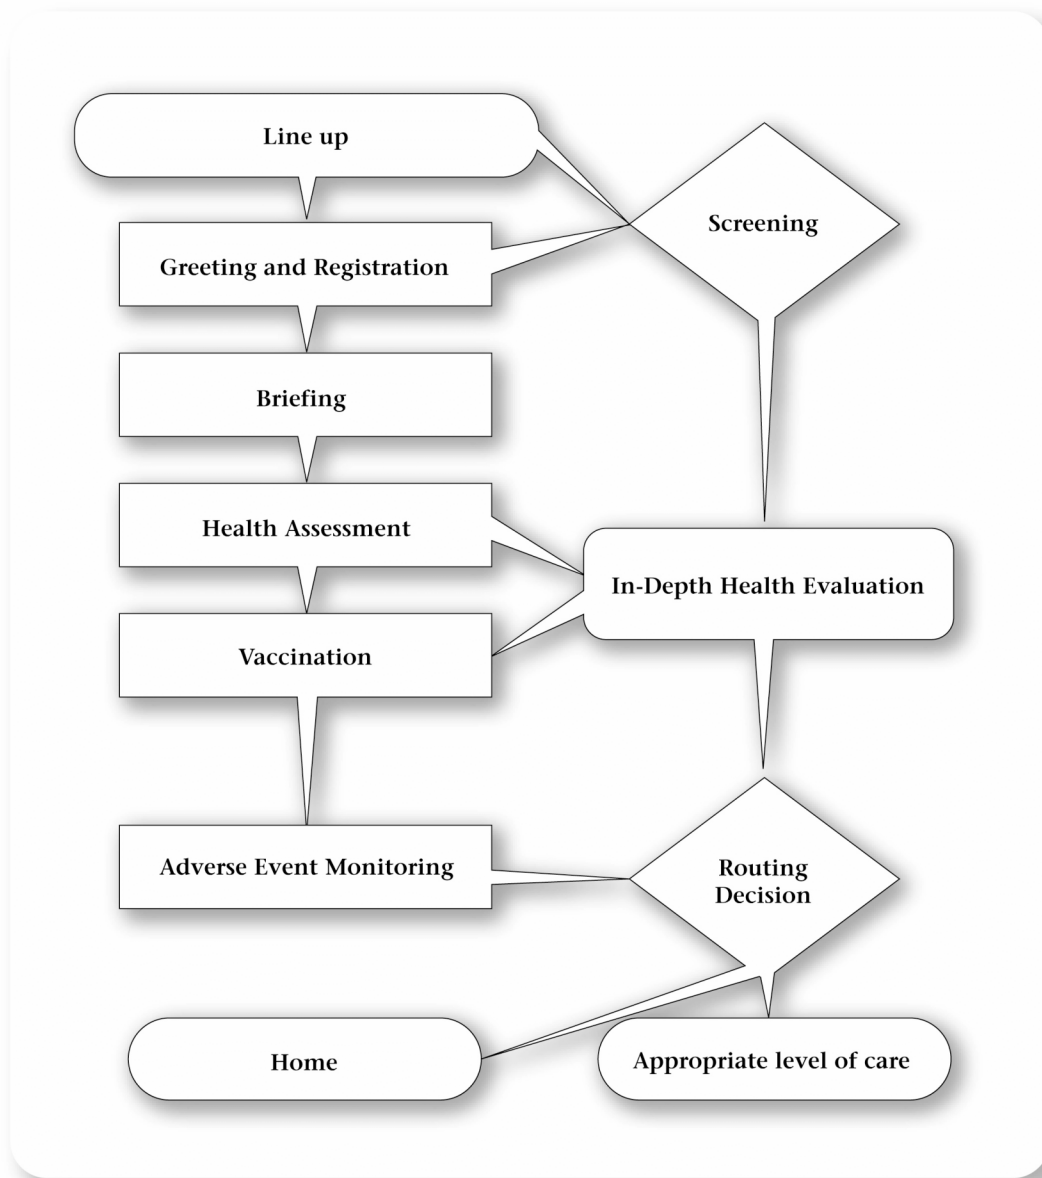 Line up
Screening
Greeting and Registration
Briefing
Health Assessment
In-Depth Health Evaluation
Vaccination
Adverse Event Monitoring
Routing
Decision
Home
Appropriate level of care